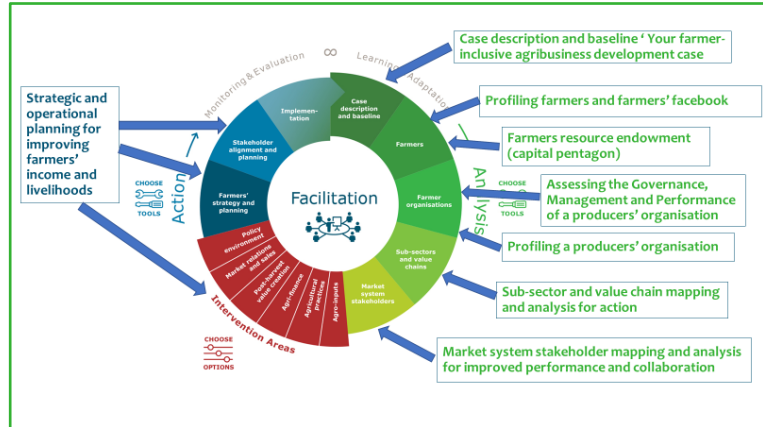 Case description and baseline ‘ Your farmer-
inclusive agribusiness development case
Profiling farmers and farmers’ facebook
Farmers resource endowment
(capital pentagon)
Assessing the Governance,
Management and Performance
of a producers’ organisation
Profiling a producers’ organisation
Sub-sector and value chain mapping
and analysis for action
Market system stakeholder mapping and analysis
for improved performance and collaboration
Strategic and
operational
planning for
improving
farmers’
income and
livelihoods
Monitoring & Evaluation
∞
Learning & Adaptation
Implemen-
tation
Case
description
and baseline
Farmers
Farmer
organisations
Sub-sectors
and value
chains
Market
system
stakeholders
Stakeholder
alignment and
planning
Farmers’
strategy and
planning
Policy
environment
Market relations
and sales
Post-harvest
value creation
Agri-finance
Agricultural
practices
Agro-inputs
Facilitation
Action
CHOOSE
TOOLS
Analysis
CHOOSE
TOOLS
Intervention Areas
CHOOSE
OPTIONS